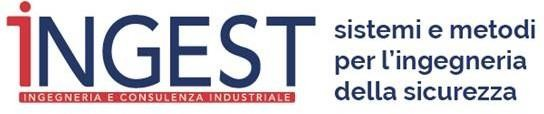 iNGEST
INGEGNERIA E CONSULENZA INDUSTRIALE
sistemi e metodi
per l'ingegneria
della sicurezza